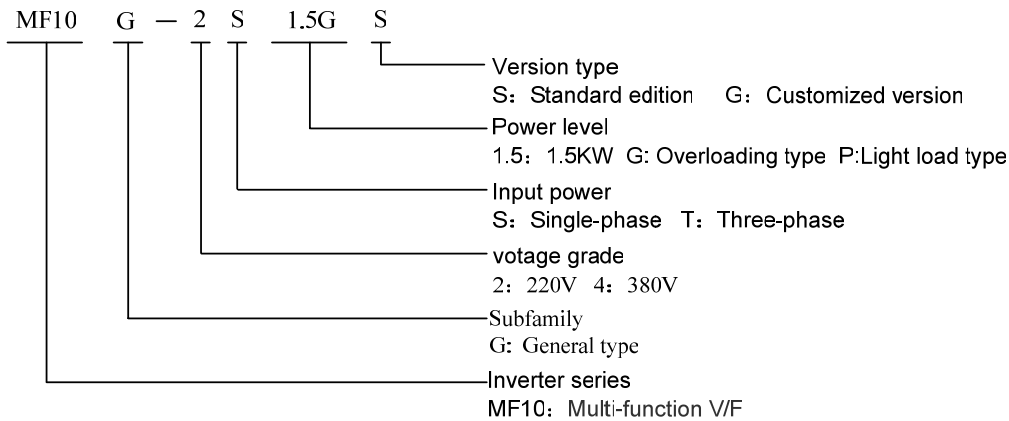 MF10 G — 2 S 1.5G S
Version type
S：Standard edition G：Customized version
Power level
1.5：1.5KW G: Overloading type P:Light load type
Input power
S：Single-phase T：Three-phase
votage grade
2：220V 4：380V
Subfamily
G: General type
Inverter series
MF10：Multi-function V/F